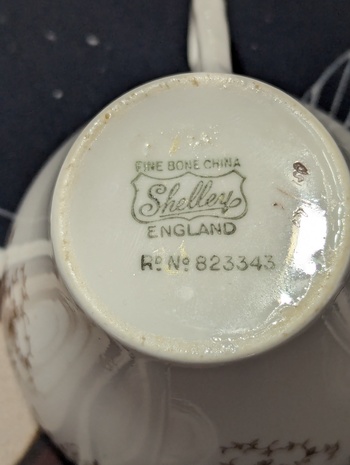 FINE BONE CHINA
Shelley
ENGLAND
Rd. No 823343